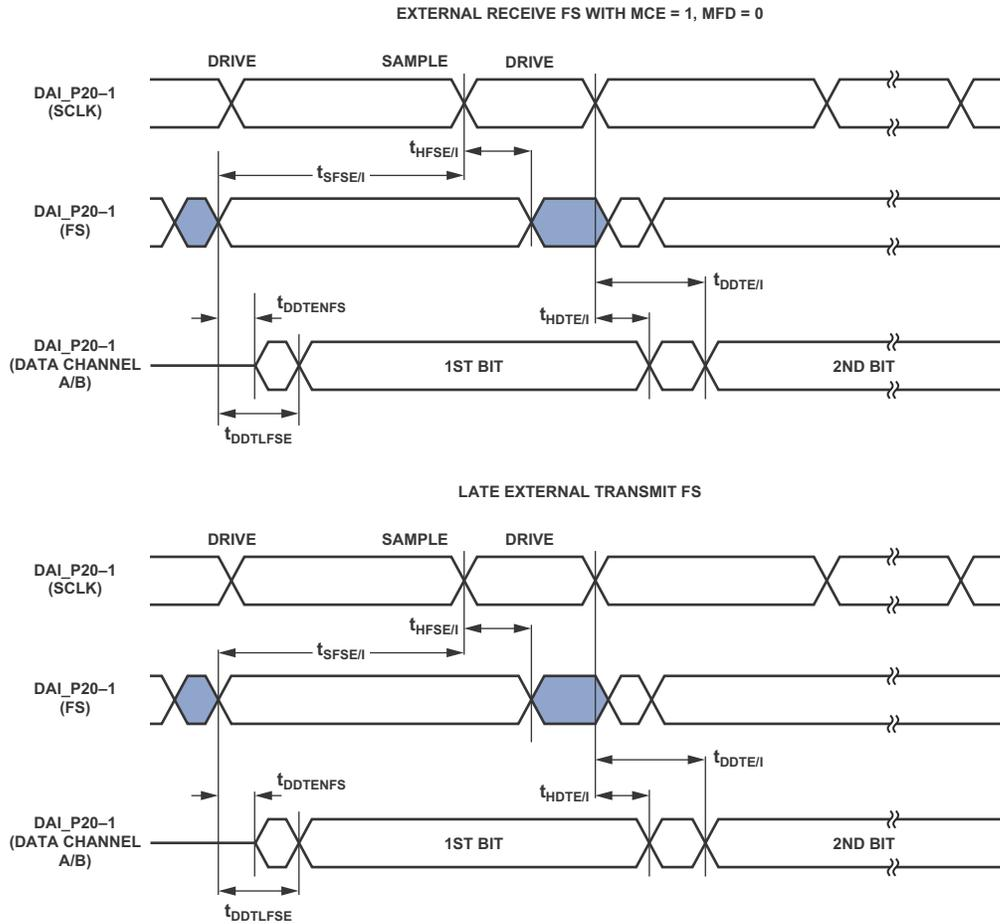 EXTERNAL RECEIVE FS WITH MCE = 1, MFD = 0
DRIVE SAMPLE DRIVE
DAI_P20–1
(SCLK)
tHFSE/I
tSFSE/I
DAI_P20–1
(FS)
tDDTE/I
tDDTENFS
tHDTE/I
DAI_P20–1
(DATA CHANNEL
A/B)
1ST BIT 2ND BIT
tDDTLFSE
LATE EXTERNAL TRANSMIT FS
DRIVE SAMPLE DRIVE
DAI_P20–1
(SCLK)
tHFSE/I
tSFSE/I
DAI_P20–1
(FS)
tDDTE/I
tDDTENFS
tHDTE/I
DAI_P20–1
(DATA CHANNEL
A/B)
1ST BIT 2ND BIT
tDDTLFSE